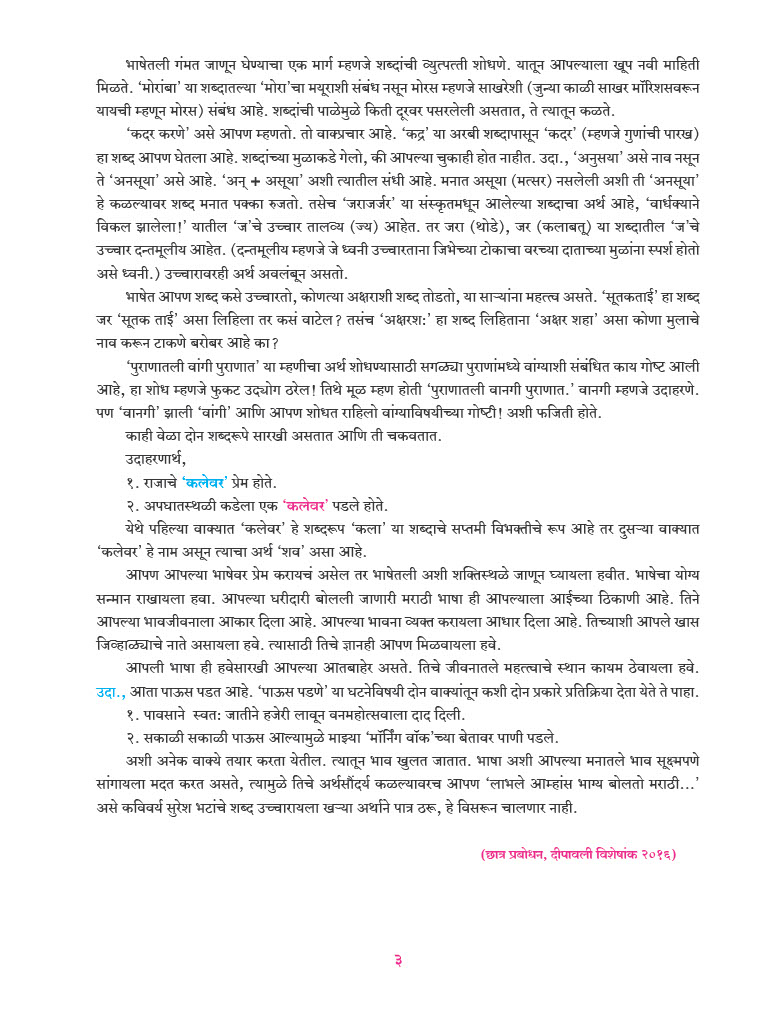 भाषेतली गंमत जाणून घेण्याचा एक मार्ग म्हणजे शब्दांची व्युत्पत्ती शोधणे. यातून आपल्याला खूप नवी माहिती
मिळते. ‘मोरांबा’ या शब्दातल्या ‘मोरा’चा मयूराशी संबंध नसून मोरस म्हणजे साखरेशी (जुन्या काळी साखर मॉरिशसवरून
यायची म्हणून मोरस) संबंध आहे. शब्दांची पाळेमुळे किती दूरवर पसरलेली असतात, ते त्यातून कळते.
‘कदर करणे’ असे आपण म्हणतो. तो वाक्प्रचार आहे. ‘कद्र’ या अरबी शब्दापासून ‘कदर’ (म्हणजे गुणांची पारख)
हा शब्द आपण घेतला आहे. शब्दांच्या मुळाकडे गेलो, की आपल्या चुकाही होत नाहीत. उदा., ‘अनुसया’ असे नाव नसून
ते ‘अनसूया’ असे आहे. ‘अन् + असूया’ अशी त्यातील संधी आहे. मनात असूया (मत्सर) नसलेली अशी ती ‘अनसूया’
हे कळल्यावर शब्द मनात पक्का रुजतो. तसेच ‘जराजर्जर’ या संस्कृतमधून आलेल्या शब्दाचा अर्थ आहे, ‘वार्धक्याने
विकल झालेला!’ यातील ‘ज’चे उच्चार तालव्य (ज्य) आहेत. तर जरा (थोडे), जर (कलाबतू) या शब्दातील ‘ज’चे
उच्चार दन्तमूलीय आहेत. (दन्तमूलीय म्हणजे जे ध्वनी उच्चारताना जिभेच्या टोकाचा वरच्या दाताच्या मुळांना स्पर्श होतो
असे ध्वनी.) उच्चारावरही अर्थ अवलंबून असतो.
भाषेत आपण शब्द कसे उच्चारतो, कोणत्या अक्षराशी शब्द तोडतो, या साऱ्यांना महत्त्व असते. ‘सूतकताई’ हा शब्द
जर ‘सूतक ताई’ असा लिहिला तर कसं वाटेल? तसंच ‘अक्षरश:’ हा शब्द लिहिताना ‘अक्षर शहा’ असा कोणा मुलाचे
नाव करून टाकणे बरोबर आहे का?
‘पुराणातली वांगी पुराणात’ या म्हणीचा अर्थ शोधण्यासाठी सगळ्या पुराणांमध्ये वांग्याशी संबंधित काय गोष्ट आली
आहे, हा शोध म्हणजे फुकट उद्योग ठरेल! तिथे मूळ म्हण होती ‘पुराणातली वानगी पुराणात.’ वानगी म्हणजे उदाहरणे.
पण ‘वानगी’ झाली ‘वांगी’ आणि आपण शोधत राहिलो वांग्याविषयीच्या गोष्टी! अशी फजिती होते.
काही वेळा दोन शब्दरूपे सारखी असतात आणि ती चकवतात.
उदाहरणार्थ,
१. राजाचे ‘कलेवर’ प्रेम होते.
२. अपघातस्थळी कडेला एक ‘कलेवर’ पडले होते.
येथे पहिल्या वाक्यात ‘कलेवर’ हे शब्दरूप ‘कला’ या शब्दाचे सप्तमी विभक्तीचे रूप आहे तर दुसऱ्या वाक्यात
‘कलेवर’ हे नाम असून त्याचा अर्थ ‘शव’ असा आहे.
आपण आपल्या भाषेवर प्रेम करायचं असेल तर भाषेतली अशी शक्तिस्थळे जाणून घ्यायला हवीत. भाषेचा योग्य
सन्मान राखायला हवा. आपल्या घरीदारी बोलली जाणारी मराठी भाषा ही आपल्याला आईच्या ठिकाणी आहे. तिने
आपल्या भावजीवनाला आकार दिला आहे. आपल्या भावना व्यक्त करायला आधार दिला आहे. तिच्याशी आपले खास
जिव्हाळ्याचे नाते असायला हवे. त्यासाठी तिचे ज्ञानही आपण मिळवायला हवे.
आपली भाषा ही हवेसारखी आपल्या आतबाहेर असते. तिचे जीवनातले महत्त्वाचे स्थान कायम ठेवायला हवे.
उदा., आता पाऊस पडत आहे. ‘पाऊस पडणे’ या घटनेविषयी दोन वाक्यांतून कशी दोन प्रकारे प्रतिक्रिया देता येते ते पाहा.
१. पावसाने स्वत: जातीने हजेरी लावून वनमहोत्सवाला दाद दिली.
२. सकाळी सकाळी पाऊस आल्यामुळे माझ्या ‘मॉर्निंग वॉक’च्या बेतावर पाणी पडले.
अशी अनेक वाक्ये तयार करता येतील. त्यातून भाव खुलत जातात. भाषा अशी आपल्या मनातले भाव सूक्ष्मपणे
सांगायला मदत करत असते, त्यामुळे तिचे अर्थसौंदर्य कळल्यावरच आपण ‘लाभले आम्हांस भाग्य बोलतो मराठी...’
असे कविवर्य सुरेश भटांचे शब्द उच्चारायला खऱ्या अर्थाने पात्र ठरू, हे विसरून चालणार नाही.
(छात्र प्रबोधन, दीपावली विशेषांक २०१६)
३